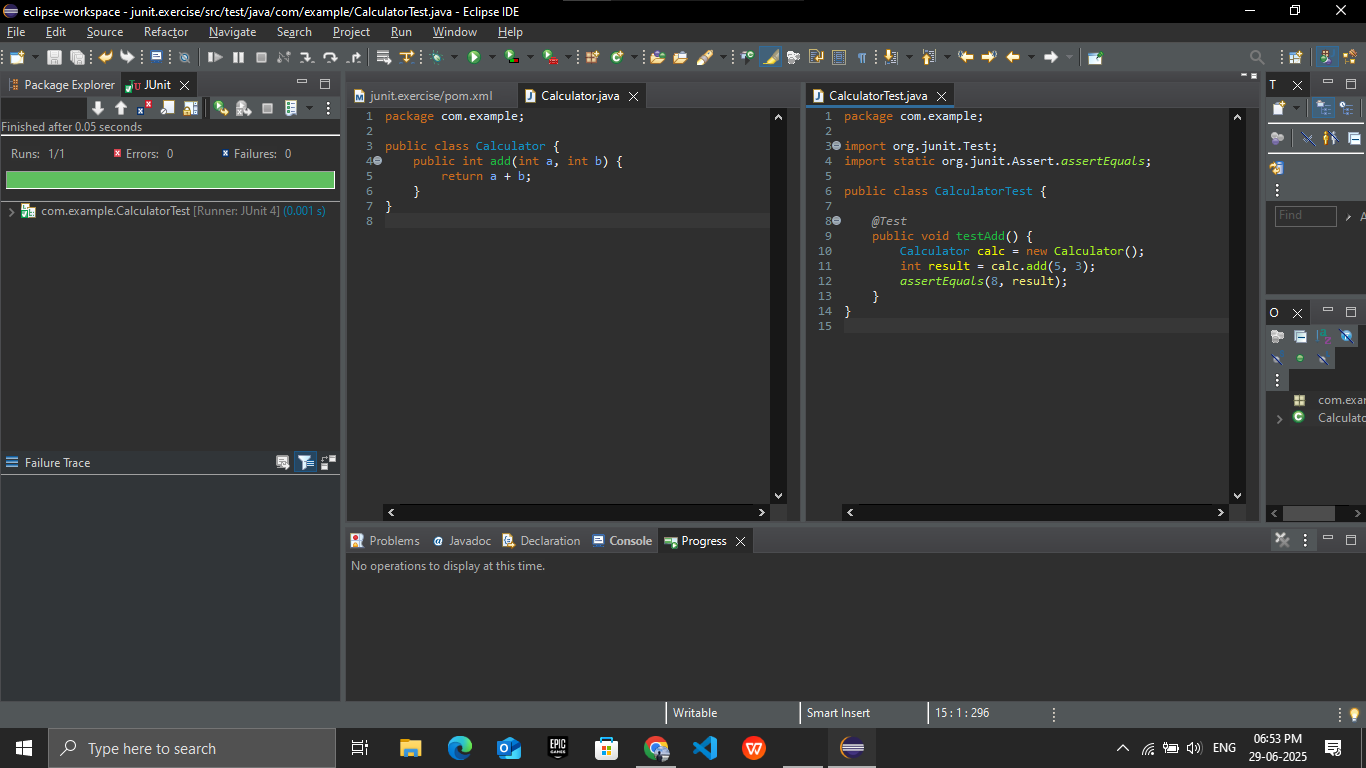 eclipse-workspace - junit.exercise/src/test/java/com/example/CalculatorTest.java - Eclipse IDE
File Edit Source Refactor Navigate Search Project Run Window Help
Package Explorer JUnit
Finished after 0.05 seconds
Runs: 1/1 Errors: 0 Failures: 0
com.example.CalculatorTest [Runner: JUnit 4] (0.001 s)
Failure Trace
junit.exercise/pom.xml Calculator.java
1 package com.example;
2
3 public class Calculator {
4 public int add(int a, int b) {
5 return a + b;
6 }
7 }
8
CalculatorTest.java
1 package com.example;
2
3 import org.junit.Test;
4 import static org.junit.Assert.assertEquals;
5
6 public class CalculatorTest {
7
8 @Test
9 public void testAdd() {
10 Calculator calc = new Calculator();
11 int result = calc.add(5, 3);
12 assertEquals(8, result);
13 }
14 }
15
T
Find A
O
com.exar
Calculato
Problems Javadoc Declaration Console Progress
No operations to display at this time.
Writable Smart Insert 15 : 1 : 296
Type here to search
EPIC GAMES
ENG
06:53 PM
29-06-2025